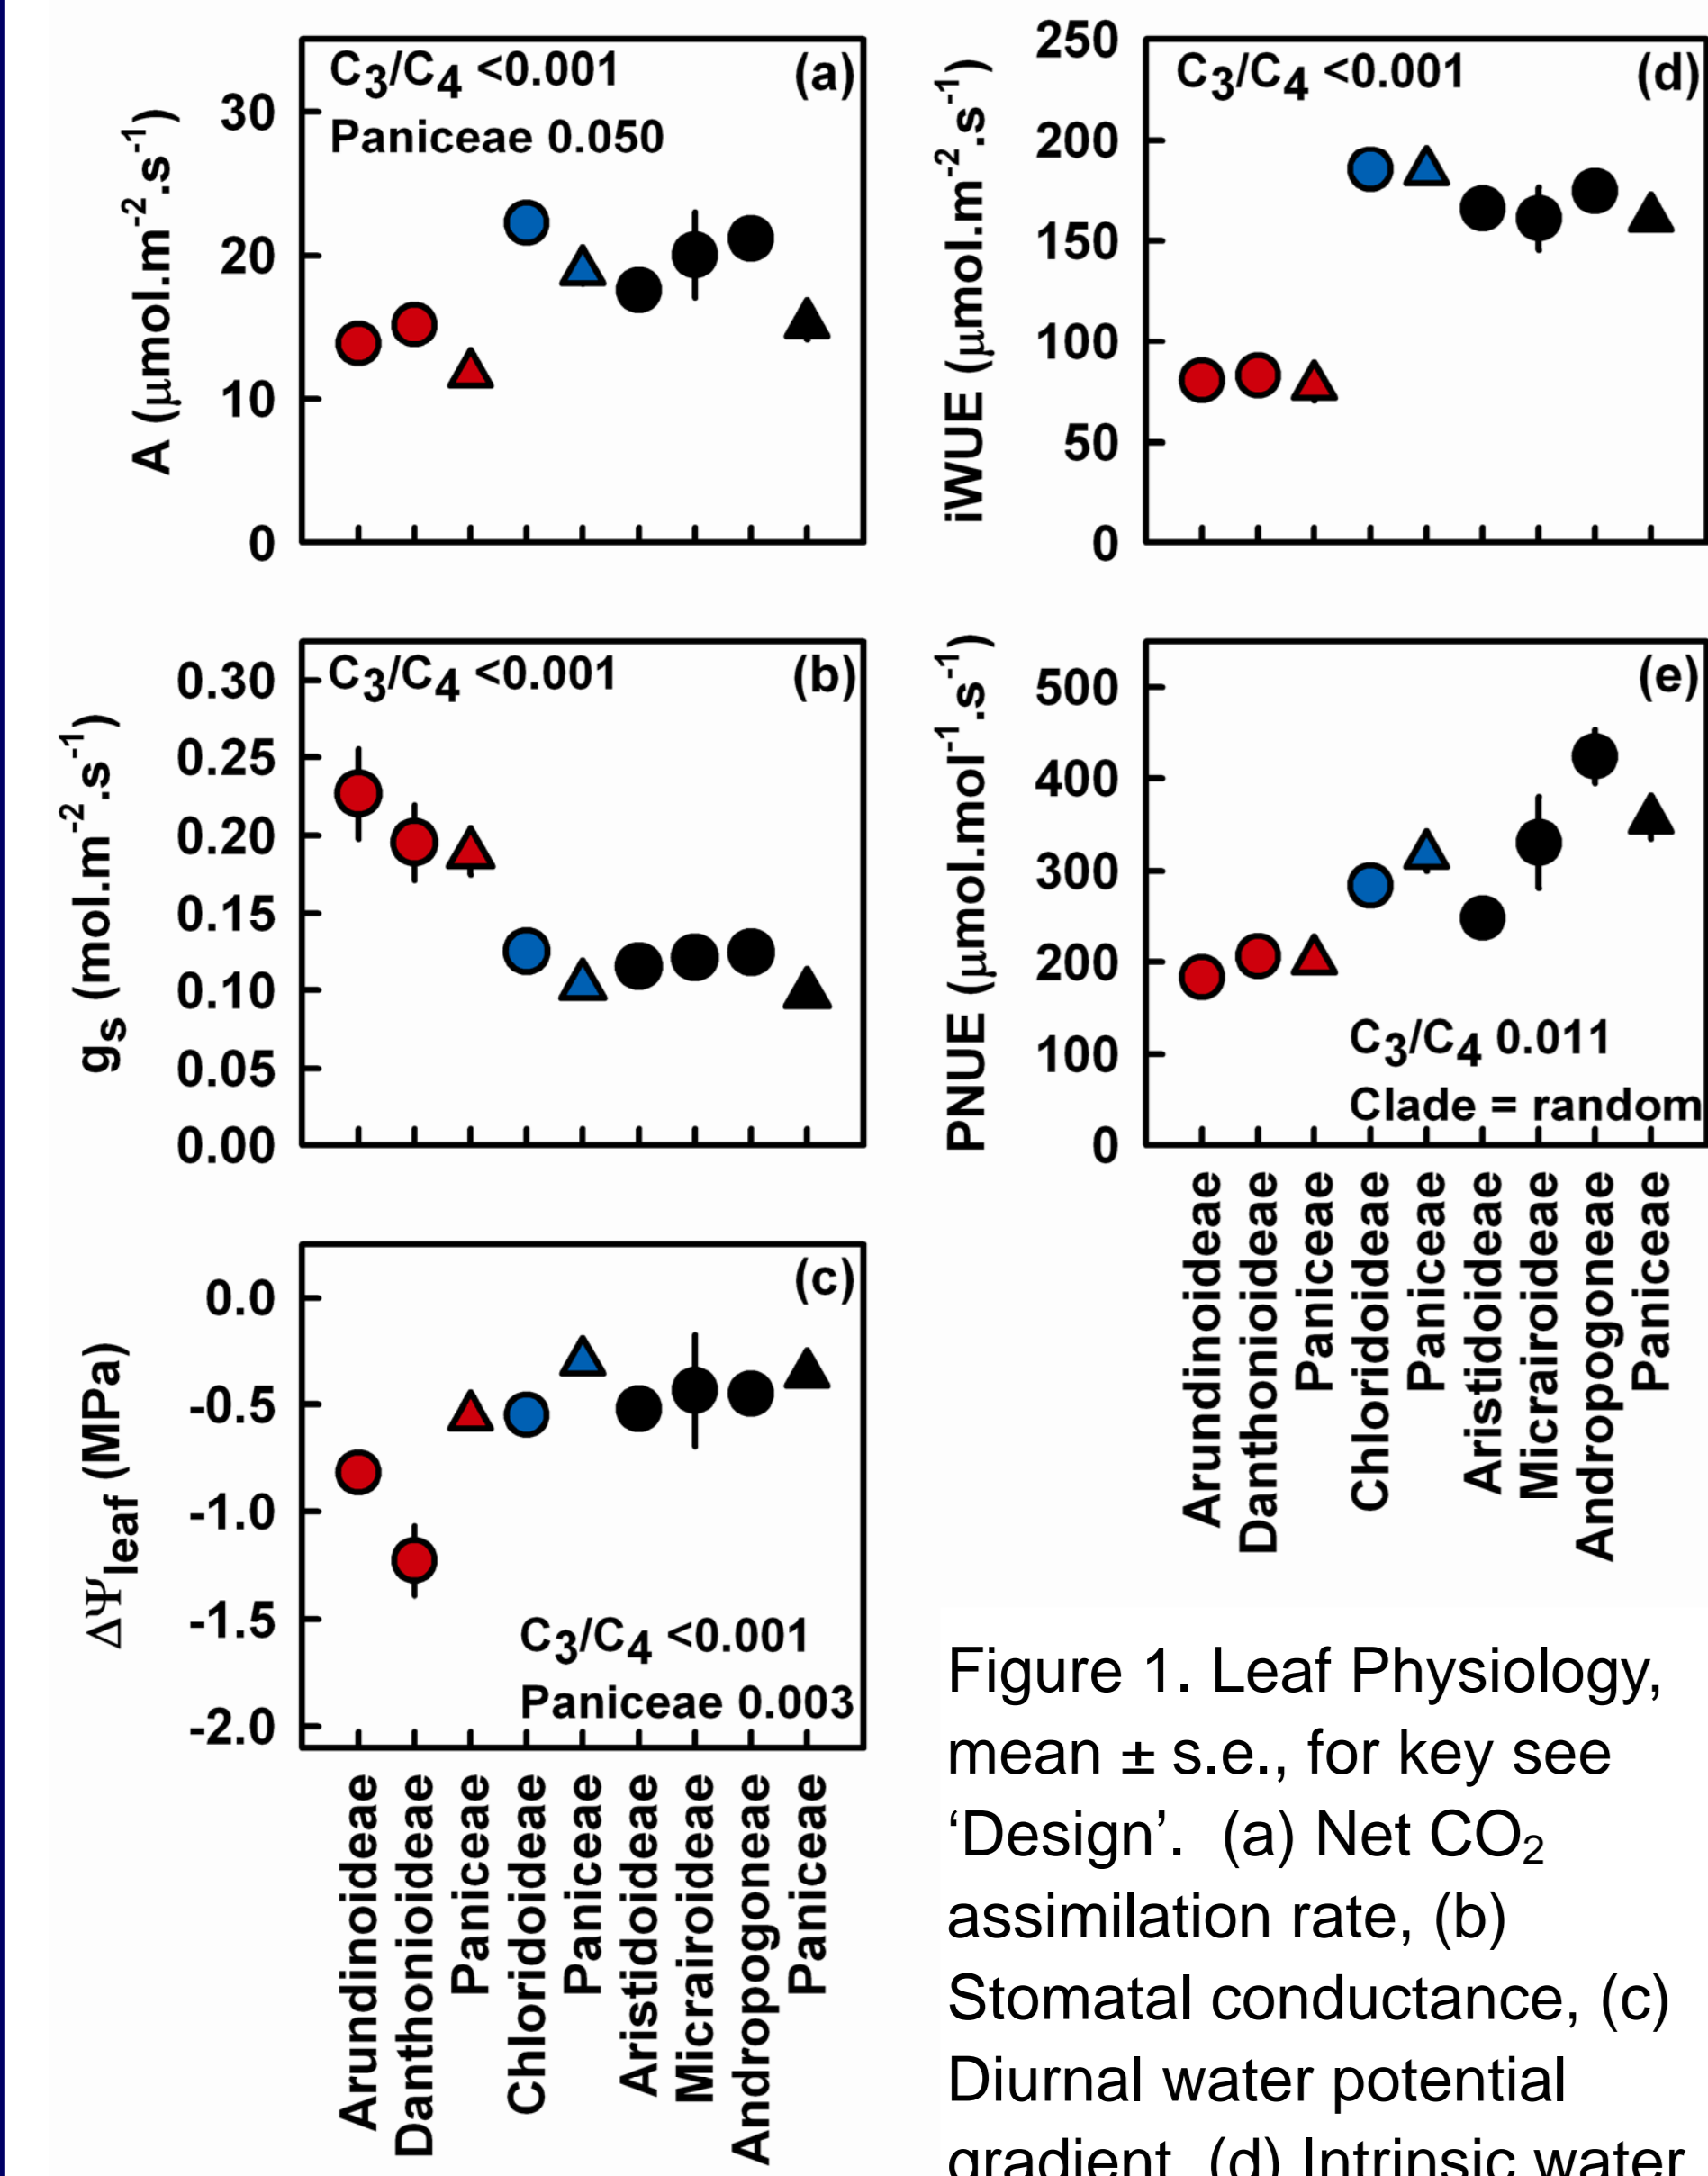 C3/C4 <0.001 (a)
Paniceae 0.050
30
20
10
0
A (μmol.m-2.s-1)
C3/C4 <0.001 (b)
0.30
0.25
0.20
0.15
0.10
0.05
0.00
gs (mol.m-2.s-1)
(c)
0.0
-0.5
-1.0
-1.5
-2.0
ΔΨleaf (MPa)
C3/C4 <0.001
Paniceae 0.003
Arundinoideae
Danthonioideae
Paniceae
Chloridoideae
Paniceae
Aristidoideae
Micrairoideae
Andropogoneae
Paniceae
C3/C4 <0.001 (d)
250
200
150
100
50
0
iWUE (μmol.m-2.s-1)
(e)
500
400
300
200
100
0
PNUE (μmol.mol-1.s-1)
C3/C4 0.011
Clade = random
Arundinoideae
Danthonioideae
Paniceae
Chloridoideae
Paniceae
Aristidoideae
Micrairoideae
Andropogoneae
Paniceae
Figure 1. Leaf Physiology,
mean ± s.e., for key see
‘Design’. (a) Net CO2
assimilation rate, (b)
Stomatal conductance, (c)
Diurnal water potential
gradient, (d) Intrinsic water